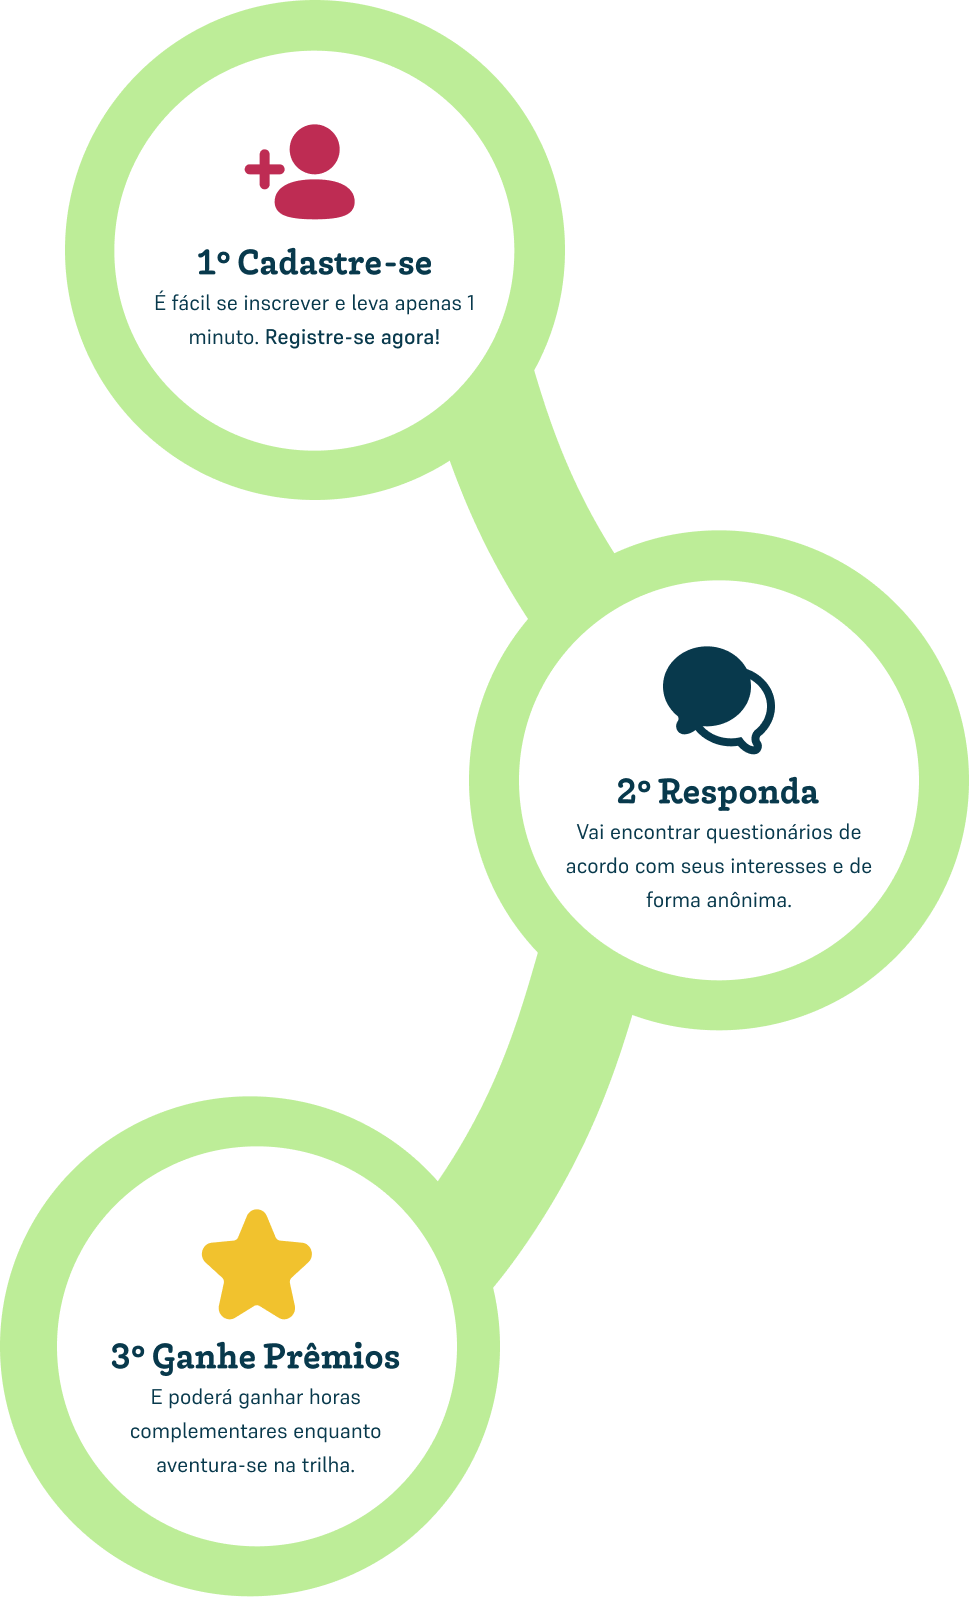 1º Cadastre-se
É fácil se inscrever e leva apenas 1
minuto. Registre-se agora!
2º Responda
Vai encontrar questionários de
acordo com seus interesses e de
forma anônima.
3º Ganhe Prêmios
E poderá ganhar horas
complementares enquanto
aventura-se na trilha.